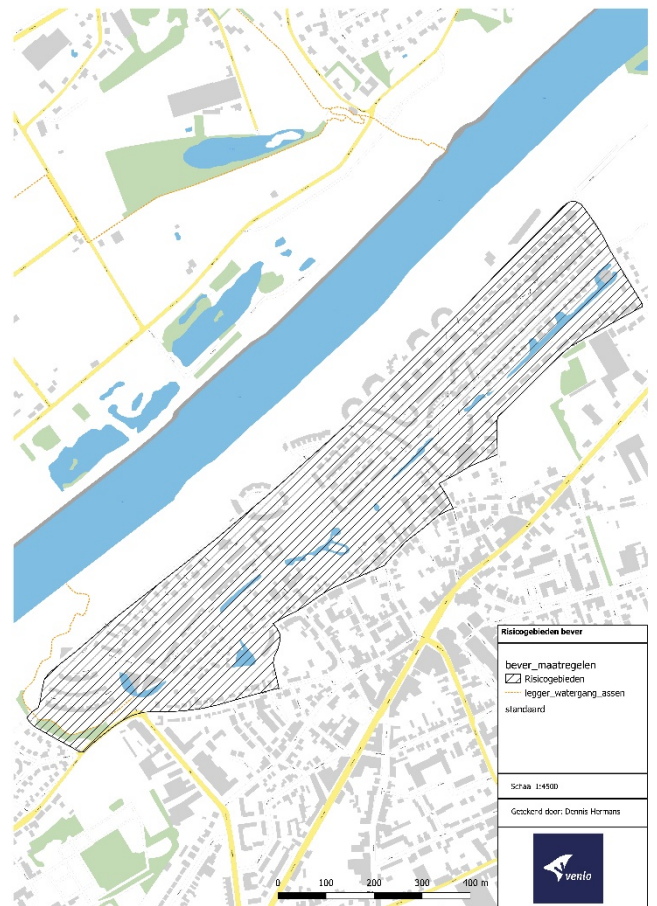 Risicogebieden bever
bever_maatregelen
Risicogebieden
legger_watergang_assen
standaard
Schaal 1:4500
Getekend door: Dennis Hermans
venlo
0 100 200 300 400 m